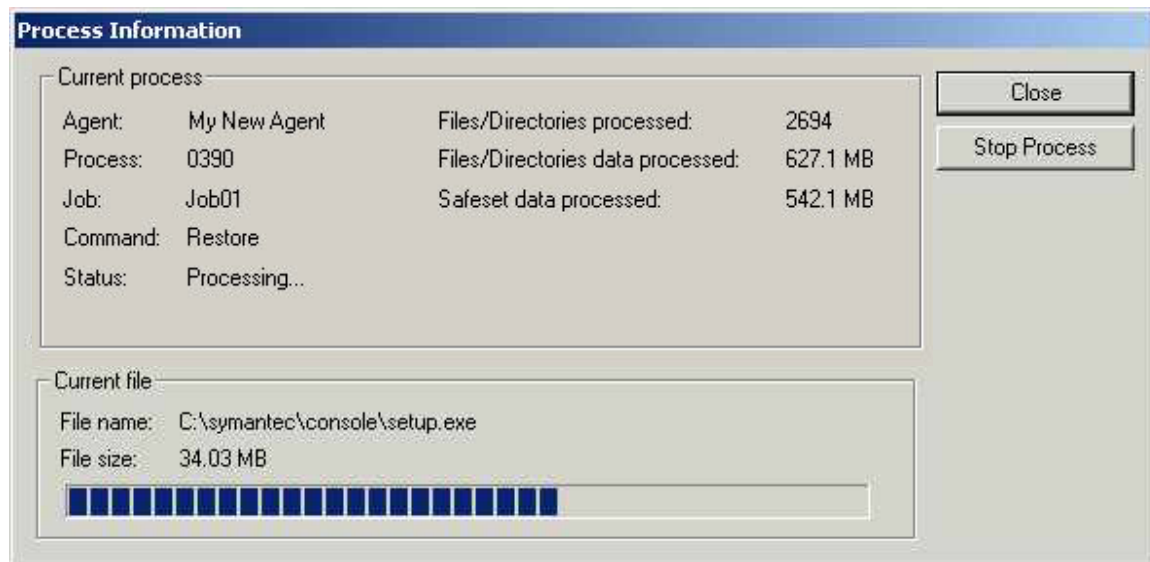 Process Information
Current process
Agent: My New Agent Files/Directories processed: 2694
Process: 0390 Files/Directories data processed: 627.1 MB
Job: Job01 Safeset data processed: 542.1 MB
Command: Restore
Status: Processing...
Close
Stop Process
Current file
File name: C:\symantec\console\setup.exe
File size: 34.03 MB